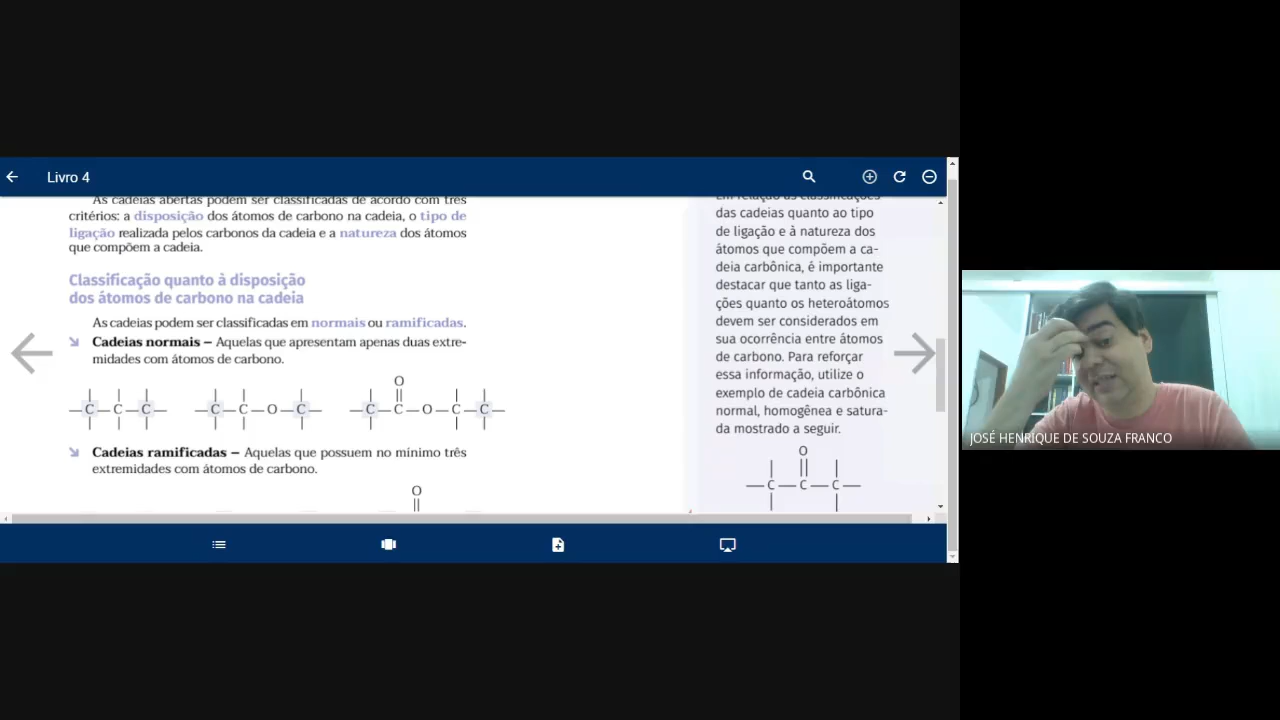 Livro 4
As cadeias abertas podem ser classificadas de acordo com três
critérios: a disposição dos átomos de carbono na cadeia, o tipo de
ligação realizada pelos carbonos da cadeia e a natureza dos átomos
que compõem a cadeia.
Classificação quanto à disposição
dos átomos de carbono na cadeia
As cadeias podem ser classificadas em normais ou ramificadas.
Cadeias normais – Aquelas que apresentam apenas duas extre-
midades com átomos de carbono.
O
C C C C C O C C C O C C
Cadeias ramificadas – Aquelas que possuem no mínimo três
extremidades com átomos de carbono.
O
Em relação às classificações
das cadeias quanto ao tipo
de ligação e à natureza dos
átomos que compõem a ca-
deia carbônica, é importante
destacar que tanto as liga-
ções quanto os heteroátomos
devem ser considerados em
sua ocorrência entre átomos
de carbono. Para reforçar
essa informação, utilize o
exemplo de cadeia carbônica
normal, homogênea e satura-
da mostrado a seguir.
O
C C C
JOSÉ HENRIQUE DE SOUZA FRANCO